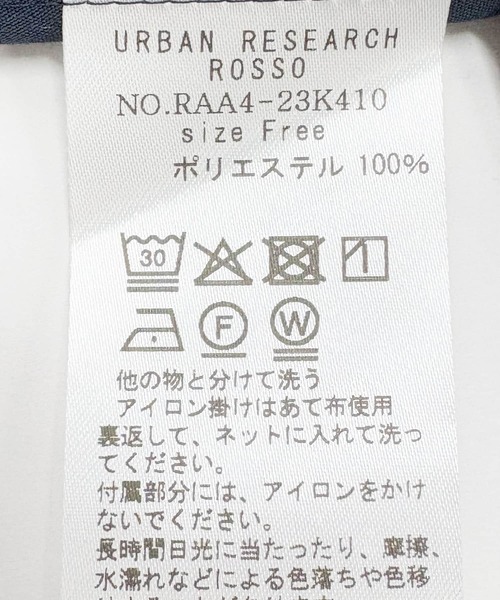 URBAN RESEARCH
ROSSO
NO.RAA4-23K410
size Free
ポリエステル 100%
30
F W
他の物と分けて洗う
アイロン掛けはあて布使用
裏返して、ネットに入れて洗っ
てください。
付属部分には、アイロンをかけ
ないでください。
長時間日光に当たったり、摩擦、
水濡れなどによる色落ちや色移